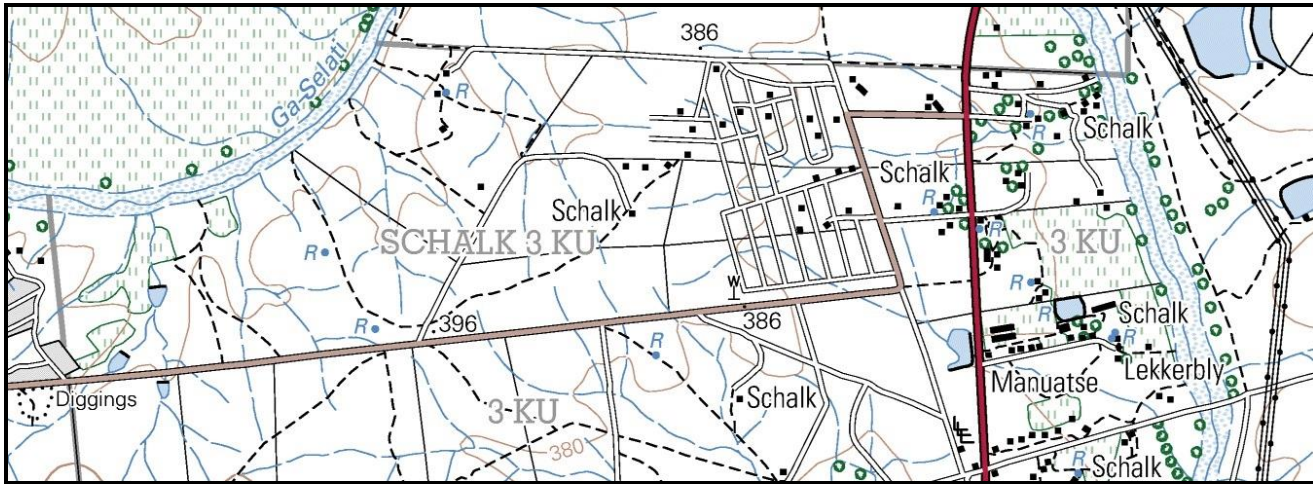 386
Ga-Selati
R
R
Schalk
Schalk
Schalk
R
SCHALK 3 KU
R
3 KU
R
R
W
R
396
386
R
R
Schalk
R
Manuatse
Lekkerbly
Diggings
Schalk
3 KU
380
Schalk
R